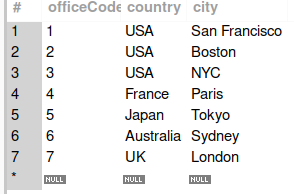 # officeCode country city
1 1 USA San Francisco
2 2 USA Boston
3 3 USA NYC
4 4 France Paris
5 5 Japan Tokyo
6 6 Australia Sydney
7 7 UK London
* NULL NULL NULL